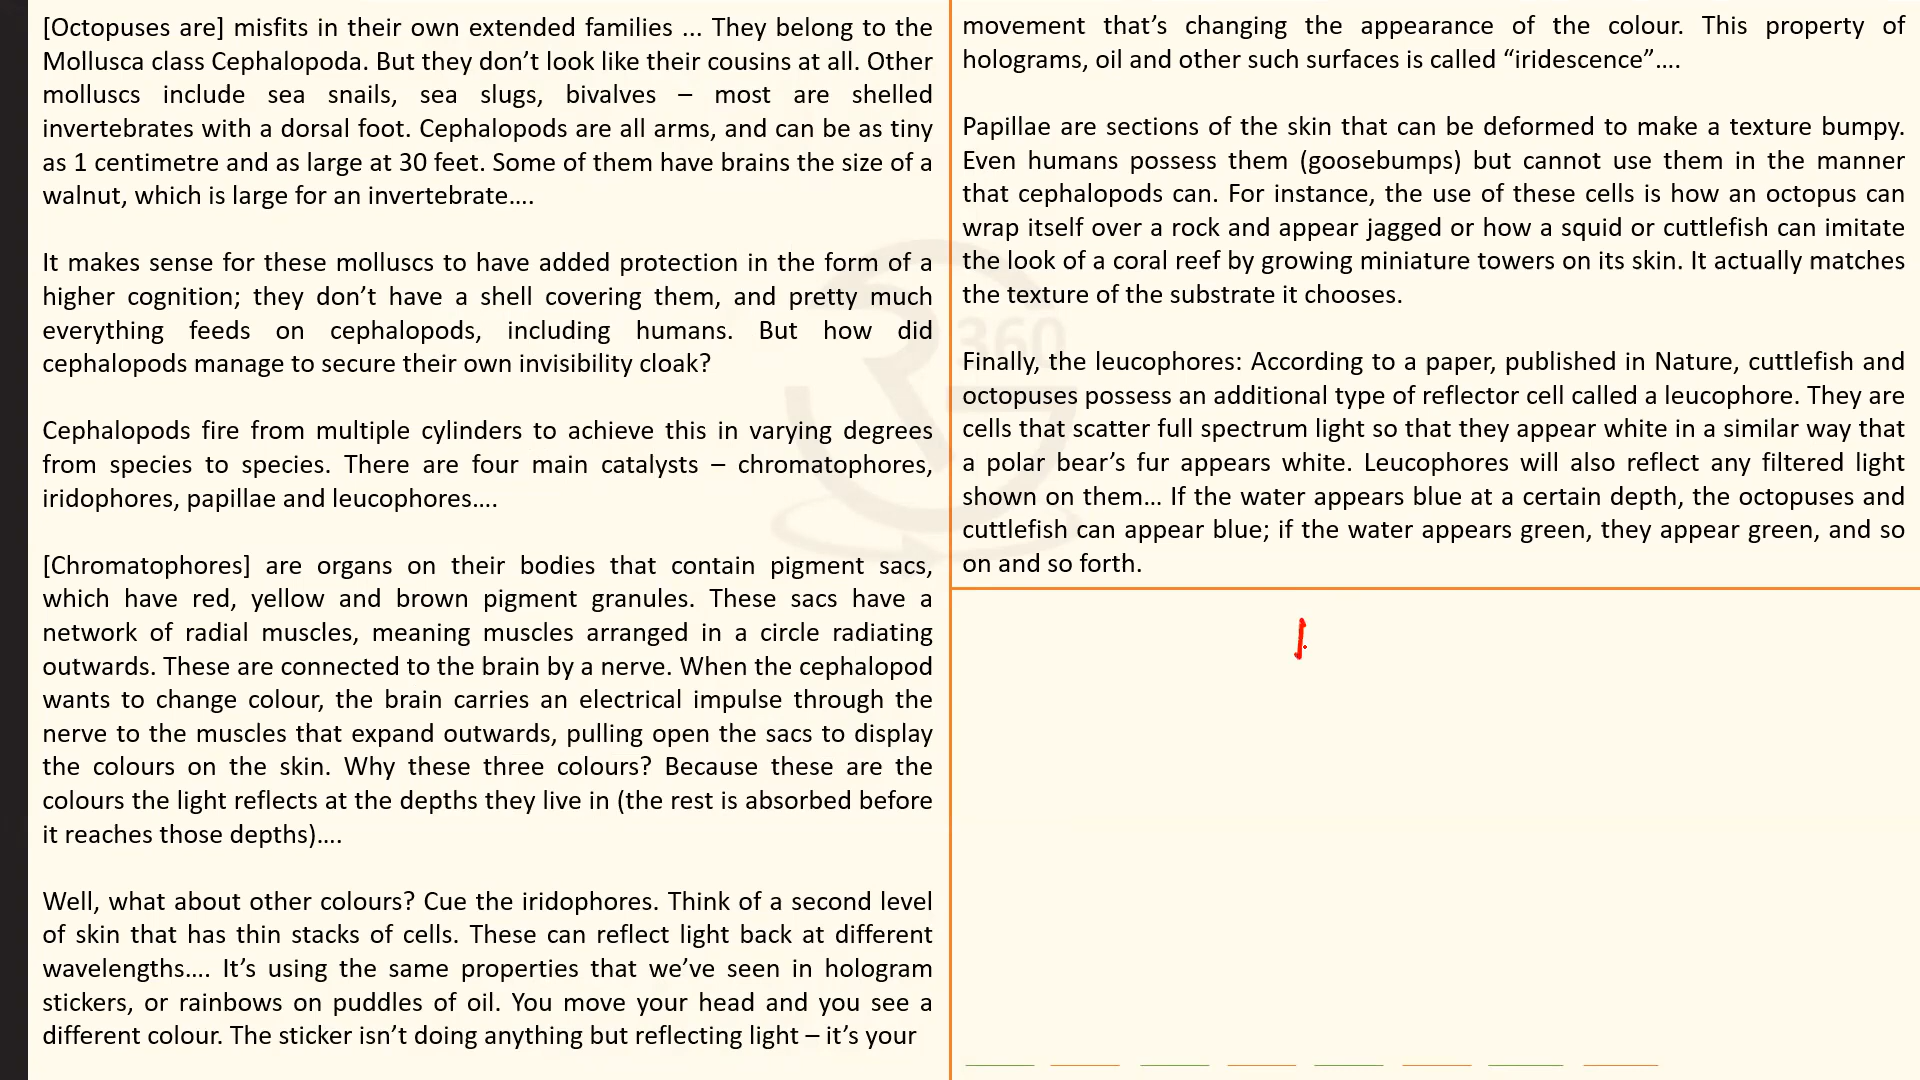 [Octopuses are] misfits in their own extended families ... They belong to the
Mollusca class Cephalopoda. But they don’t look like their cousins at all. Other
molluscs include sea snails, sea slugs, bivalves – most are shelled
invertebrates with a dorsal foot. Cephalopods are all arms, and can be as tiny
as 1 centimetre and as large at 30 feet. Some of them have brains the size of a
walnut, which is large for an invertebrate….
It makes sense for these molluscs to have added protection in the form of a
higher cognition; they don’t have a shell covering them, and pretty much
everything feeds on cephalopods, including humans. But how did
cephalopods manage to secure their own invisibility cloak?
Cephalopods fire from multiple cylinders to achieve this in varying degrees
from species to species. There are four main catalysts – chromatophores,
iridophores, papillae and leucophores….
[Chromatophores] are organs on their bodies that contain pigment sacs,
which have red, yellow and brown pigment granules. These sacs have a
network of radial muscles, meaning muscles arranged in a circle radiating
outwards. These are connected to the brain by a nerve. When the cephalopod
wants to change colour, the brain carries an electrical impulse through the
nerve to the muscles that expand outwards, pulling open the sacs to display
the colours on the skin. Why these three colours? Because these are the
colours the light reflects at the depths they live in (the rest is absorbed before
it reaches those depths)….
Well, what about other colours? Cue the iridophores. Think of a second level
of skin that has thin stacks of cells. These can reflect light back at different
wavelengths…. It’s using the same properties that we’ve seen in hologram
stickers, or rainbows on puddles of oil. You move your head and you see a
different colour. The sticker isn’t doing anything but reflecting light – it’s your
movement that’s changing the appearance of the colour. This property of
holograms, oil and other such surfaces is called “iridescence”….
Papillae are sections of the skin that can be deformed to make a texture bumpy.
Even humans possess them (goosebumps) but cannot use them in the manner
that cephalopods can. For instance, the use of these cells is how an octopus can
wrap itself over a rock and appear jagged or how a squid or cuttlefish can imitate
the look of a coral reef by growing miniature towers on its skin. It actually matches
the texture of the substrate it chooses.
Finally, the leucophores: According to a paper, published in Nature, cuttlefish and
octopuses possess an additional type of reflector cell called a leucophore. They are
cells that scatter full spectrum light so that they appear white in a similar way that
a polar bear’s fur appears white. Leucophores will also reflect any filtered light
shown on them… If the water appears blue at a certain depth, the octopuses and
cuttlefish can appear blue; if the water appears green, they appear green, and so
on and so forth.
360